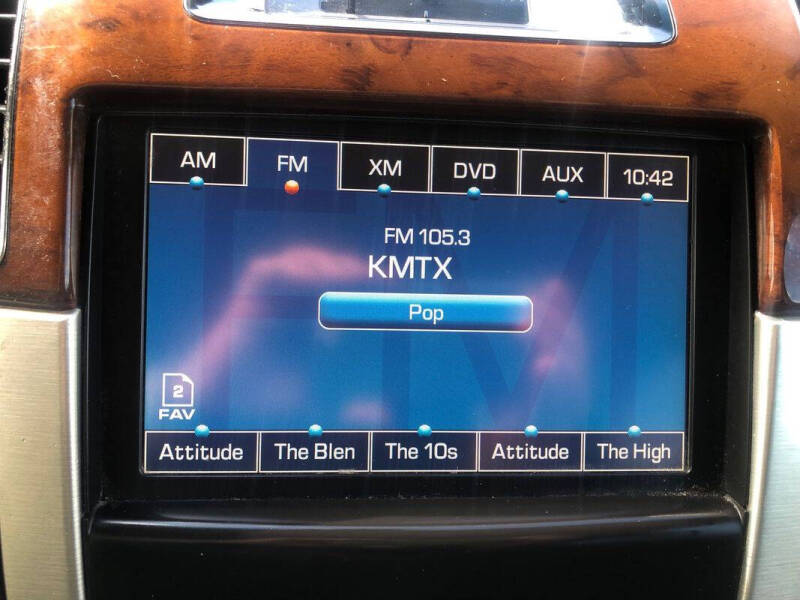 AM FM XM DVD AUX 10:42
FM 105.3
KMTX
Pop
2
FAV
Attitude The Blen The 10s Attitude The High